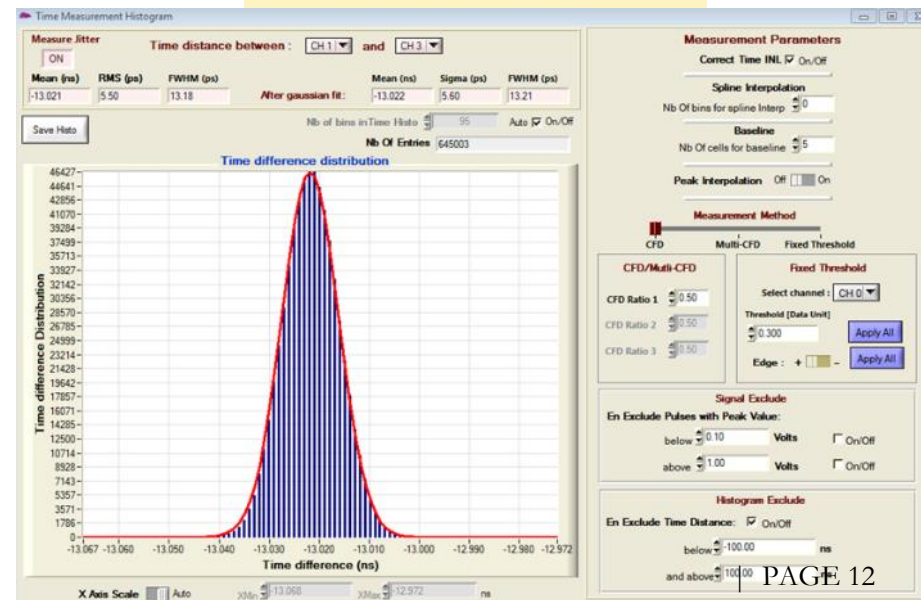 Time Measurement Histogram
Measure Jitter
ON
Time distance between : CH 1 and CH 3
Mean (ns) RMS (ps) FWHM (ps) Mean (ns) Sigma (ps) FWHM (ps)
-13.021 5.50 13.18 After gaussian fit : -13.022 5.60 13.21
Save Histo
Nb of bins in Time Histo 95 Auto On/Off
Nb Of Entries 645003
Time difference distribution
Time difference Distribution
46427
44641
42856
41070
39284
37499
35713
33927
32142
30356
28570
26785
24999
23214
21428
19642
17857
16071
14285
12500
10714
8928
7143
5357
3571
1786
0
-13.067 -13.060 -13.050 -13.040 -13.030 -13.020 -13.010 -13.000 -12.990 -12.980 -12.972
Time difference (ns)
X Axis Scale Auto XMin -13.068 XMax -12.972 ns
Measurement Parameters
Correct Time INL On/Off
Spline Interpolation
Nb Of bins for spline Interp 0
Baseline
Nb Of cells for baseline 5
Peak Interpolation Off On
Measurement Method
CFD Multi-CFD Fixed Threshold
CFD/Mutli-CFD
CFD Ratio 1 0.50
CFD Ratio 2 0.50
CFD Ratio 3 0.50
Fixed Threshold
Select channel : CH 0
Threshold [Data Unit]
0.300 Apply All
Edge : + - Apply All
Signal Exclude
En Exclude Pulses with Peak Value:
below 0.10 Volts On/Off
above 1.00 Volts On/Off
Histogram Exclude
En Exclude Time Distance: On/Off
below -100.00 ns
and above 100.00
| PAGE 12